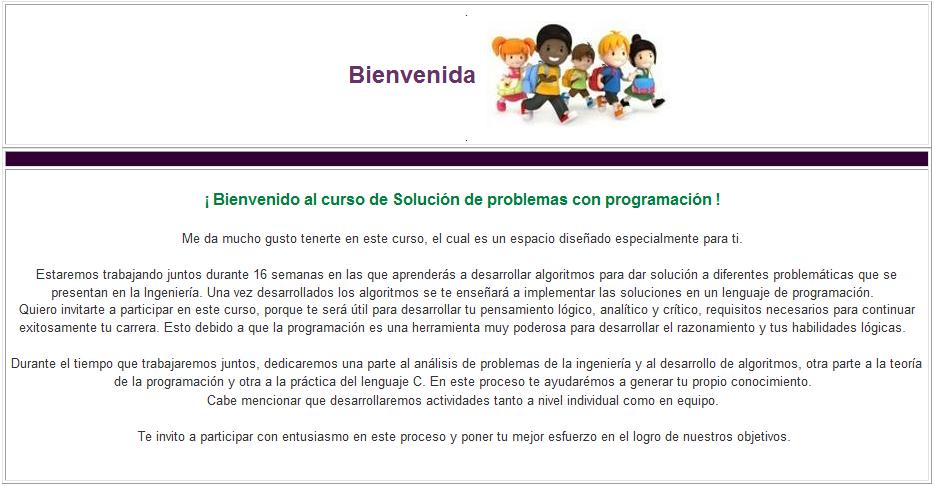 Bienvenida
¡ Bienvenido al curso de Solución de problemas con programación !
Me da mucho gusto tenerte en este curso, el cual es un espacio diseñado especialmente para ti.
Estaremos trabajando juntos durante 16 semanas en las que aprenderás a desarrollar algoritmos para dar solución a diferentes problemáticas que se
presentan en la Ingeniería. Una vez desarrollados los algoritmos se te enseñará a implementar las soluciones en un lenguaje de programación.
Quiero invitarte a participar en este curso, porque te será útil para desarrollar tu pensamiento lógico, analítico y crítico, requisitos necesarios para continuar
exitosamente tu carrera. Esto debido a que la programación es una herramienta muy poderosa para desarrollar el razonamiento y tus habilidades lógicas.
Durante el tiempo que trabajaremos juntos, dedicaremos una parte al análisis de problemas de la ingeniería y al desarrollo de algoritmos, otra parte a la teoría
de la programación y otra a la práctica del lenguaje C. En este proceso te ayudarémos a generar tu propio conocimiento.
Cabe mencionar que desarrollaremos actividades tanto a nivel individual como en equipo.
Te invito a participar con entusiasmo en este proceso y poner tu mejor esfuerzo en el logro de nuestros objetivos.